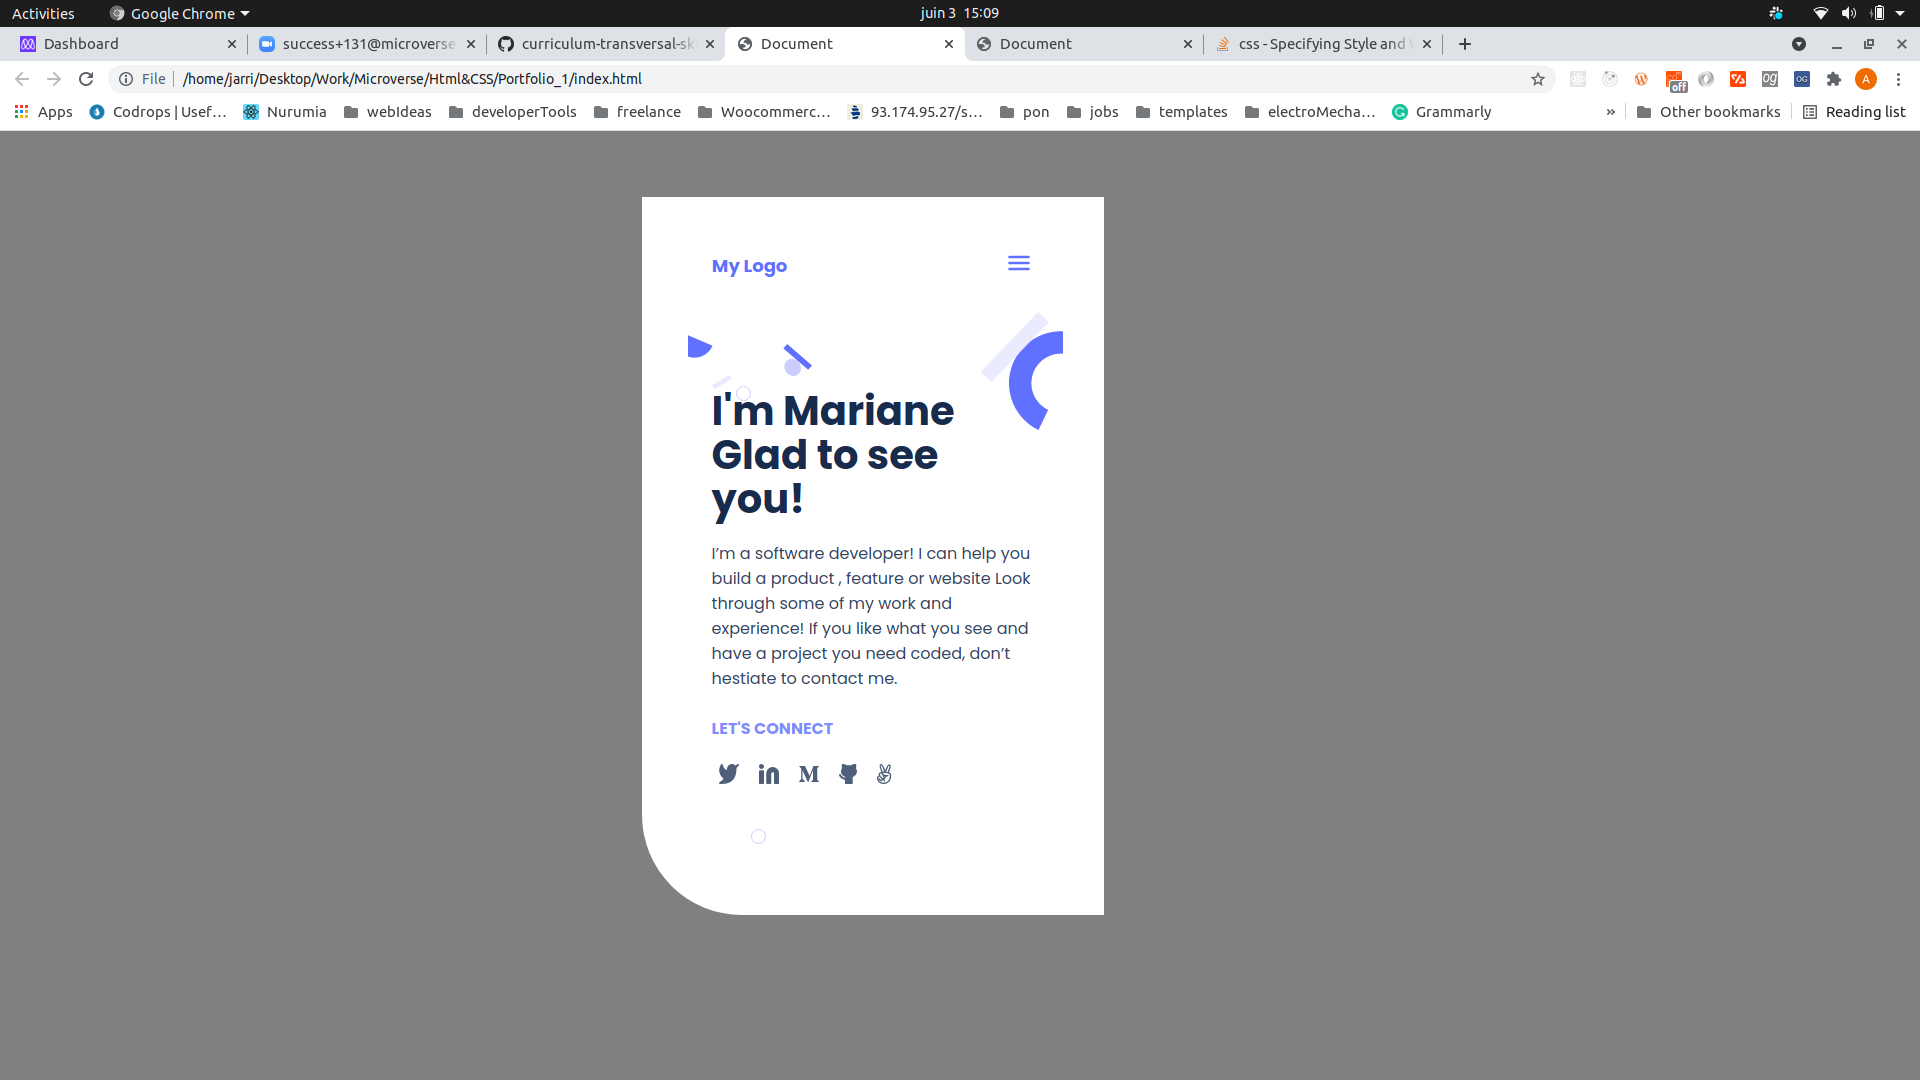 Activities Google Chrome juin 3 15:09
Dashboard success+131@microverse curriculum-transversal-sk Document Document css - Specifying Style and
File /home/jarri/Desktop/Work/Microverse/Html&CSS/Portfolio_1/index.html off og OG A
Apps Codrops | Usef... Nurumia webIdeas developerTools freelance Woocommerc... 93.174.95.27/s... pon jobs templates electroMecha... Grammarly » Other bookmarks Reading list
My Logo
I'm Mariane
Glad to see
you!
I’m a software developer! I can help you
build a product , feature or website Look
through some of my work and
experience! If you like what you see and
have a project you need coded, don’t
hestiate to contact me.
LET'S CONNECT